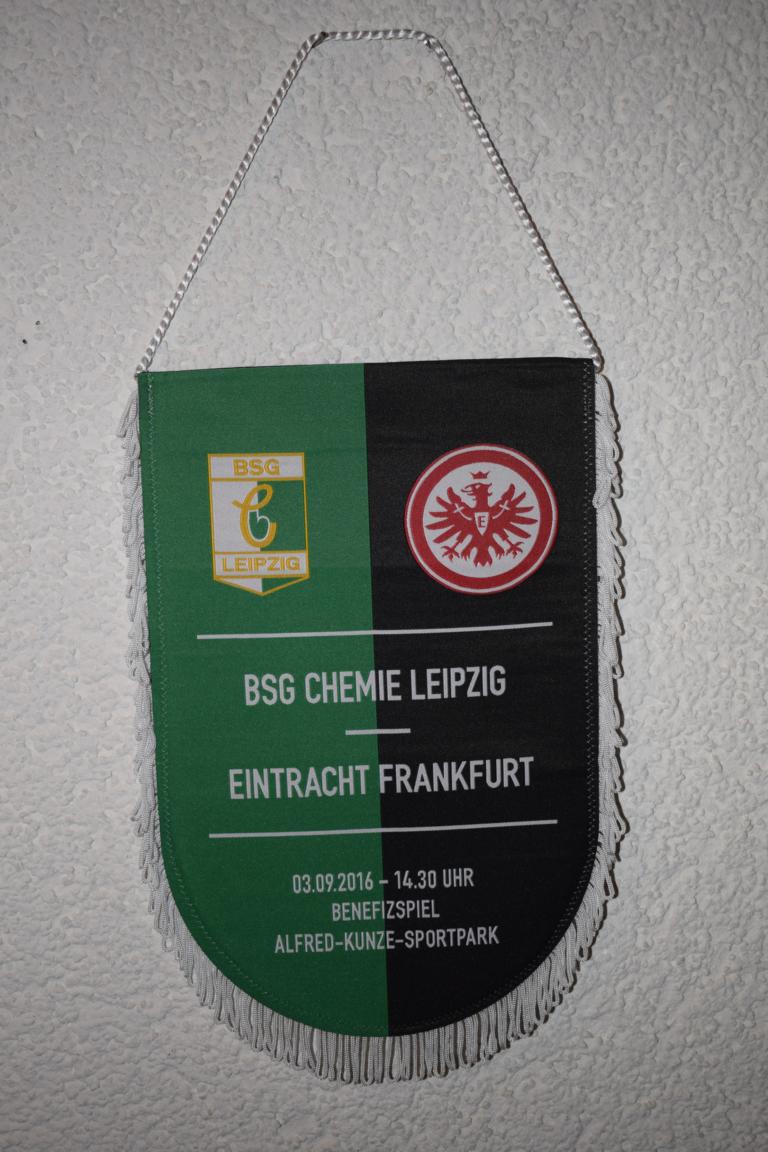 BSG
C
LEIPZIG
E
BSG CHEMIE LEIPZIG
—
EINTRACHT FRANKFURT
03.09.2016 – 14.30 UHR
BENEFIZSPIEL
ALFRED-KUNZE-SPORTPARK